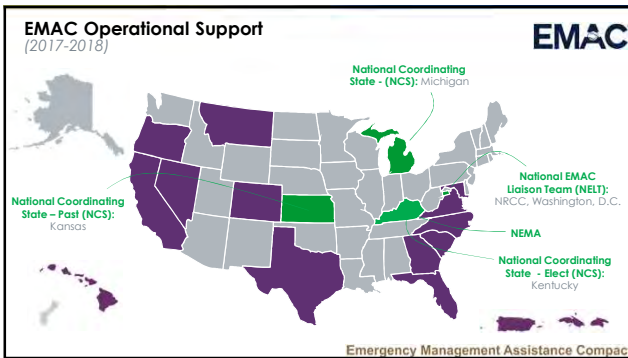 EMAC Operational Support
(2017-2018)
EMAC
National Coordinating
State - (NCS): Michigan
National EMAC
Liaison Team (NELT):
NRCC, Washington, D.C.
National Coordinating
State – Past (NCS):
Kansas
NEMA
National Coordinating
State - Elect (NCS):
Kentucky
Emergency Management Assistance Compac